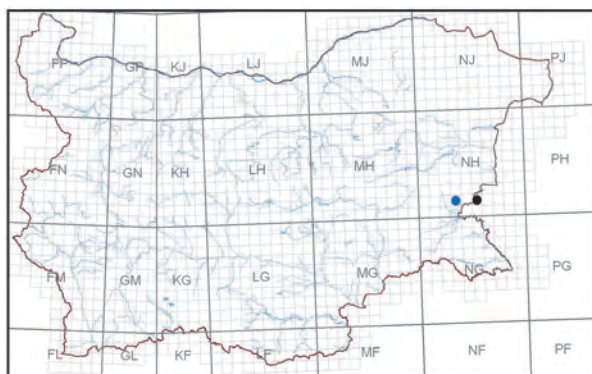 FP GP KJ LJ MJ NJ PJ
FN GN KH LH MH NH PH
FM GM KG LG MG NG PG
FL GL KF LF MF NF PF